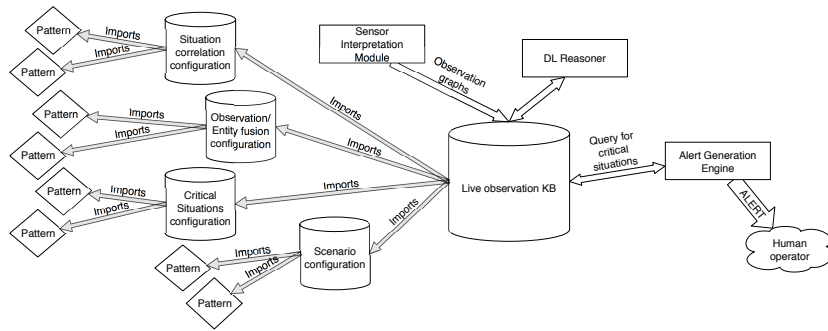 Pattern
Imports
Imports
Pattern
Situation
correlation
configuration
Sensor
Interpretation
Module
Observation
graphs
DL Reasoner
Pattern
Imports
Imports
Pattern
Observation/
Entity fusion
configuration
Imports
Imports
Live observation KB
Query for
critical
situations
Alert Generation
Engine
ALERT
Human
operator
Pattern
Imports
Imports
Pattern
Critical
Situations
configuration
Imports
Imports
Scenario
configuration
Imports
Imports
Pattern
Pattern